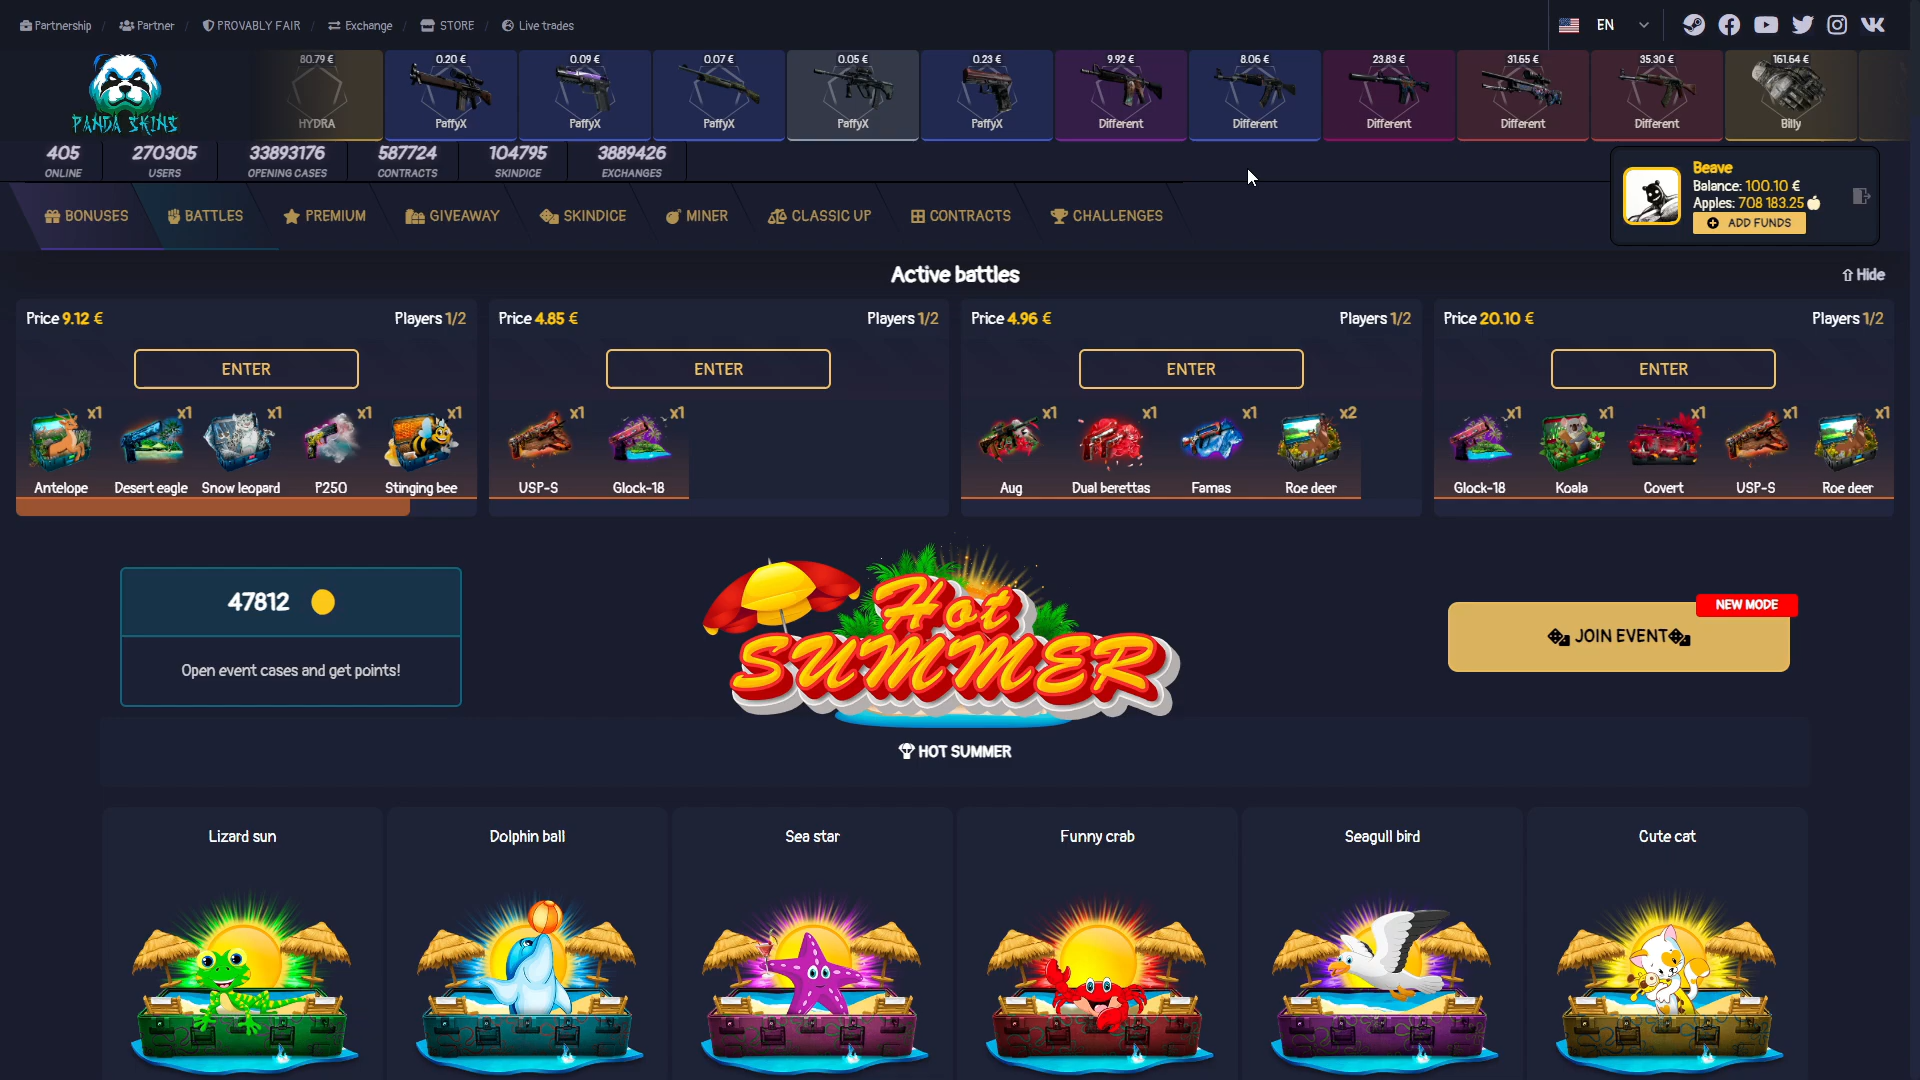 Partnership / Partner / PROVABLY FAIR / Exchange / STORE / Live trades
EN
PANDA SKINS
80.79 € 0.20 € 0.09 € 0.07 € 0.05 € 0.23 € 9.92 € 8.06 € 23.83 € 31.65 € 35.30 € 161.64 €
HYDRA PaffyX PaffyX PaffyX PaffyX PaffyX Different Different Different Different Different Billy
405 270305 33893176 587724 104795 3889426
ONLINE USERS OPENING CASES CONTRACTS SKINDICE EXCHANGES
Beave
Balance: 100.10 €
Apples: 708 183.25
ADD FUNDS
BONUSES BATTLES PREMIUM GIVEAWAY SKINDICE MINER CLASSIC UP CONTRACTS CHALLENGES
Active battles
Hide
Price 9.12 € Players 1/2 Price 4.85 € Players 1/2 Price 4.96 € Players 1/2 Price 20.10 € Players 1/2
ENTER ENTER ENTER ENTER
x1 x1 x1 x1 x1 x1 x1 x1 x1 x1 x2 x1 x1 x1 x1 x1
Antelope Desert eagle Snow leopard P250 Stinging bee USP-S Glock-18 Aug Dual berettas Famas Roe deer Glock-18 Koala Covert USP-S Roe deer
47812
Open event cases and get points!
Hot
SUMMER
NEW MODE
JOIN EVENT
HOT SUMMER
Lizard sun Dolphin ball Sea star Funny crab Seagull bird Cute cat